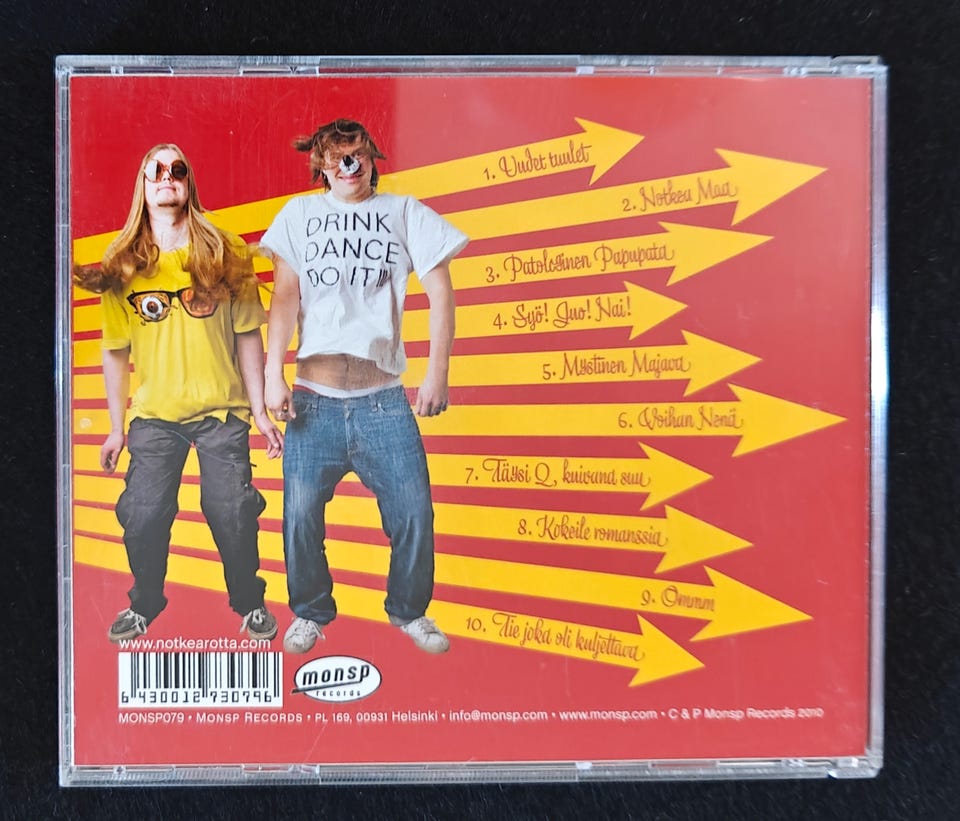 1. Uudet tuulet
2. Notkea Maa
3. Patologinen Papupata
4. Syö! Juo! Nai!
5. Mystinen Majava
6. Voihan Nenä
7. Täysi Q, kuivana suu
8. Kokeile romanssia
9. Ommm
10. Tie joka oli kuljettava
DRINK
DANCE
DO IT!!!
www.notkearotta.com
6 430012 730796
monsp
records
MONSP079 • MONSP RECORDS • PL 169, 00931 Helsinki • info@monsp.com • www.monsp.com • C & P Monsp Records 2010